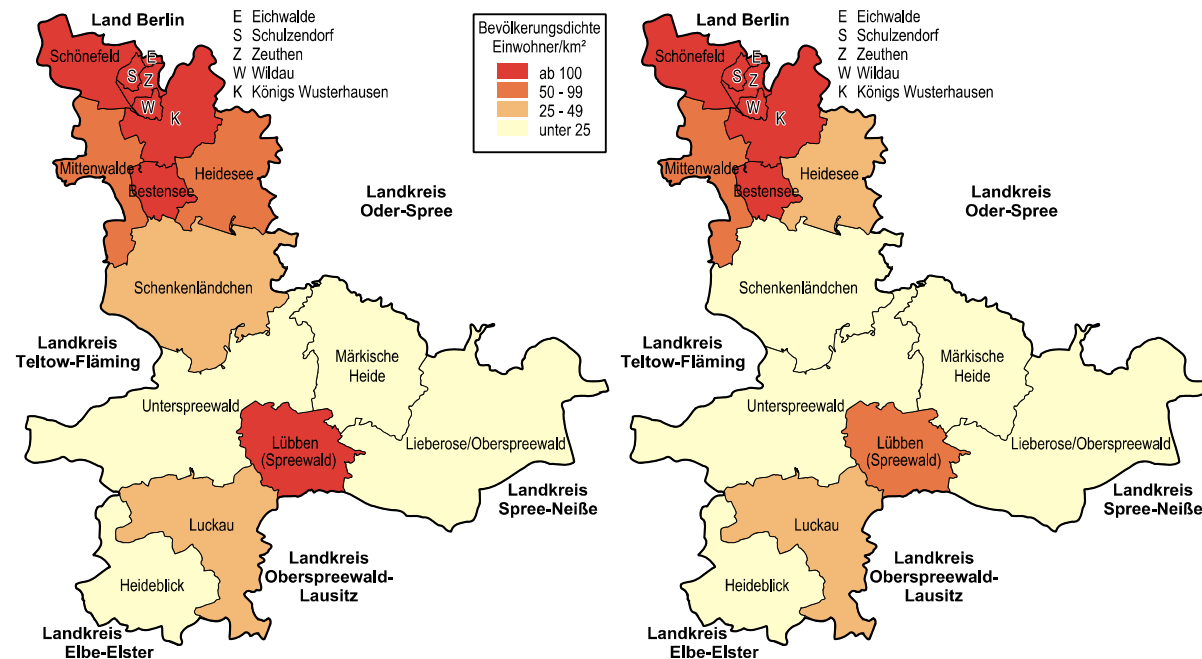 Land Berlin
E Eichwalde
S Schulzendorf
Z Zeuthen
W Wildau
K Königs Wusterhausen
Schönefeld
E
S
Z
W
K
Mittenwalde
Heidesee
Bestensee
Landkreis
Oder-Spree
Schenkenländchen
Landkreis
Teltow-Fläming
Märkische
Heide
Unterspreewald
Lübben
(Spreewald)
Lieberose/Oberspreewald
Landkreis
Spree-Neiße
Luckau
Landkreis
Oberspreewald-
Lausitz
Heideblick
Landkreis
Elbe-Elster
Bevölkerungsdichte
Einwohner/km²
ab 100
50 - 99
25 - 49
unter 25
Land Berlin
E Eichwalde
S Schulzendorf
Z Zeuthen
W Wildau
K Königs Wusterhausen
Schönefeld
E
S
Z
W
K
Mittenwalde
Heidesee
Bestensee
Landkreis
Oder-Spree
Schenkenländchen
Landkreis
Teltow-Fläming
Märkische
Heide
Unterspreewald
Lübben
(Spreewald)
Lieberose/Oberspreewald
Landkreis
Spree-Neiße
Luckau
Landkreis
Oberspreewald-
Lausitz
Heideblick
Landkreis
Elbe-Elster